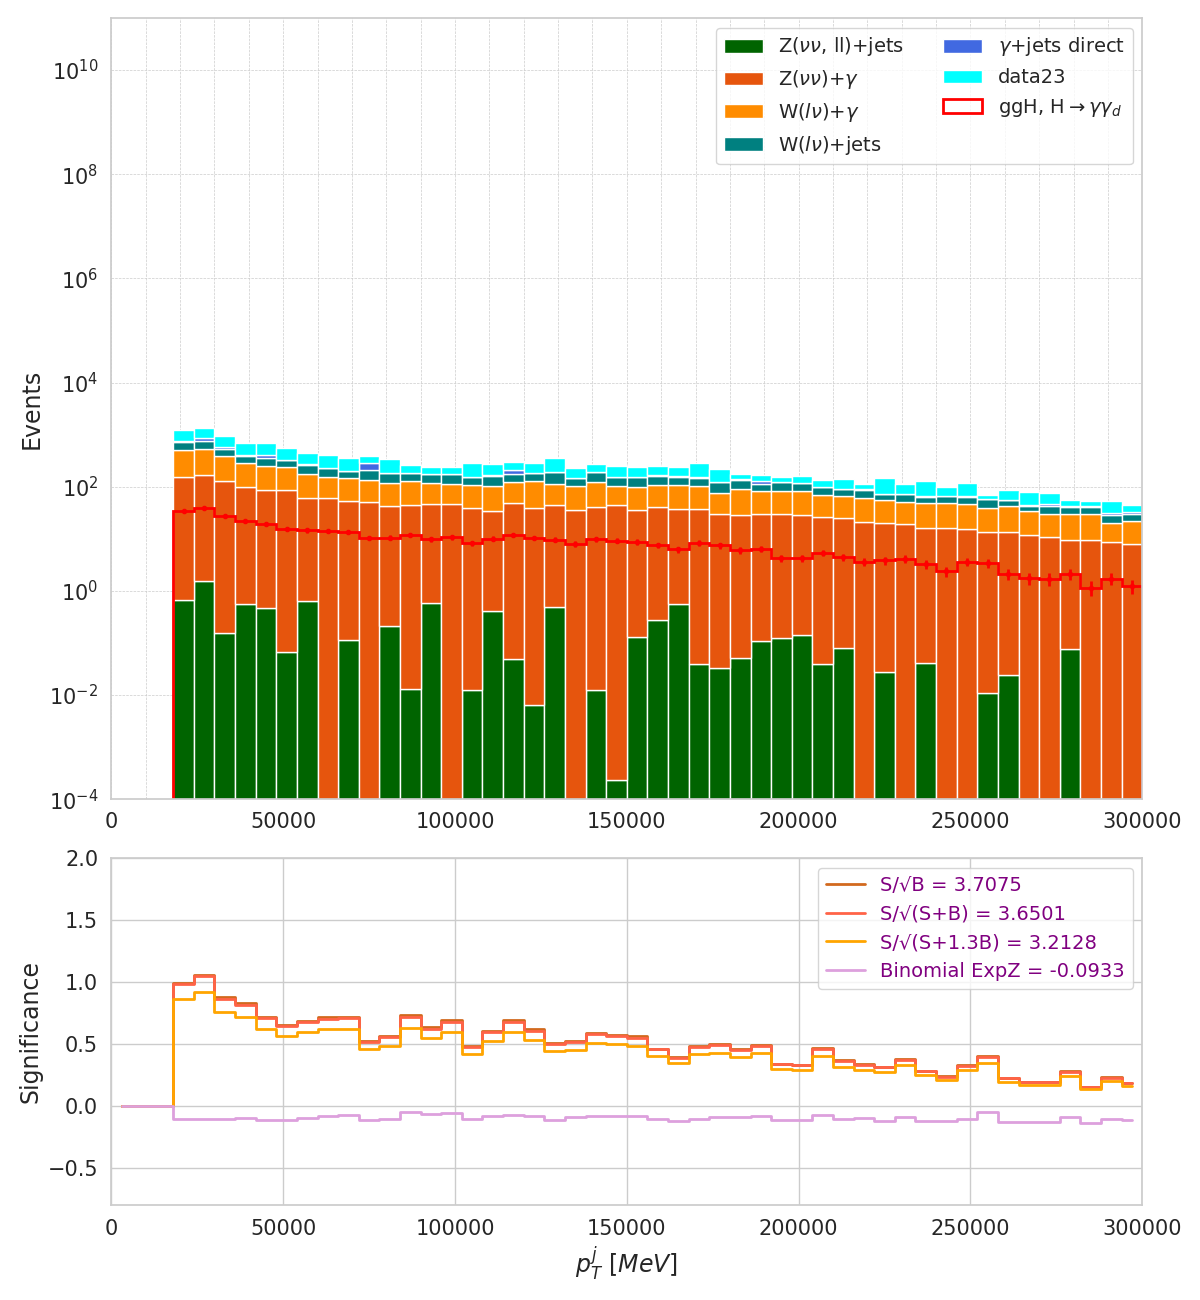 Z(νν, ll)+jets
Z(νν)+γ
W(lν)+γ
W(lν)+jets
γ+jets direct
data23
ggH, H→γγ_d
Events
10^10
10^8
10^6
10^4
10^2
10^0
10^−2
10^−4
0 50000 100000 150000 200000 250000 300000
S/√B = 3.7075
S/√(S+B) = 3.6501
S/√(S+1.3B) = 3.2128
Binomial ExpZ = -0.0933
Significance
2.0
1.5
1.0
0.5
0.0
−0.5
0 50000 100000 150000 200000 250000 300000
p_T^j [MeV]